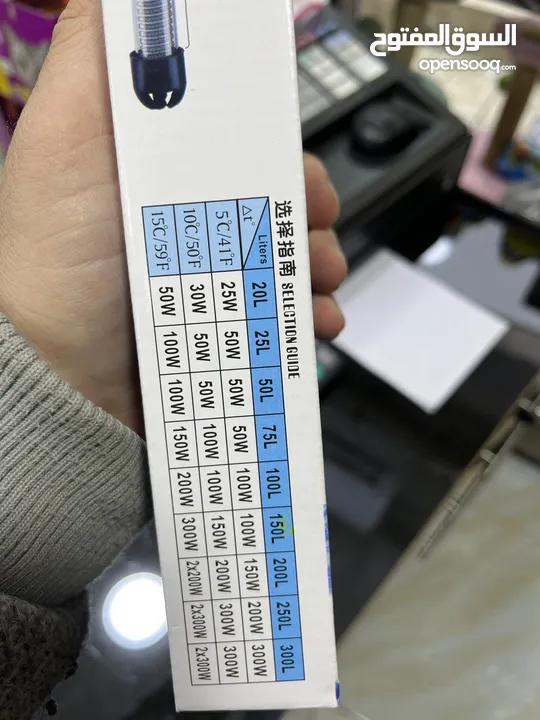 السوق المفتوح
opensooq.com
选择指南 SELECTION GUIDE
Δt° Liters 20L 25L 50L 75L 100L 150L 200L 250L 300L
5℃/41°F 25W 50W 50W 50W 100W 100W 150W 200W 300W
10℃/50°F 30W 50W 50W 100W 100W 150W 200W 300W 300W
15℃/59°F 50W 100W 100W 150W 200W 300W 2x200W 2x300W 2x300W